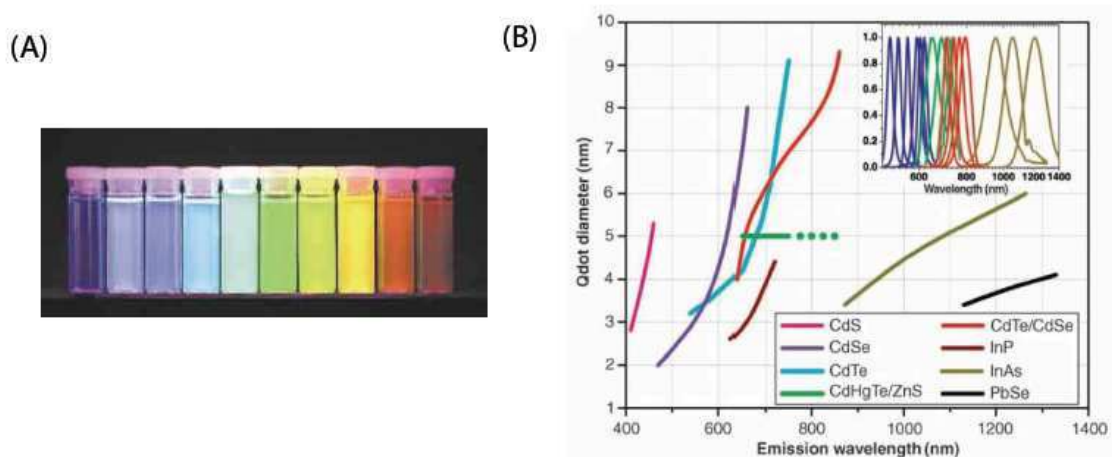 (A)
(B)
10
9
8
7
6
5
4
3
2
1
Qdot diameter (nm)
400
600
800
1000
1200
1400
Emission wavelength (nm)
1.0
0.8
0.6
0.4
0.2
0.0
600
800
1000
1200
1400
Wavelength (nm)
CdS
CdSe
CdTe
CdHgTe/ZnS
CdTe/CdSe
InP
InAs
PbSe